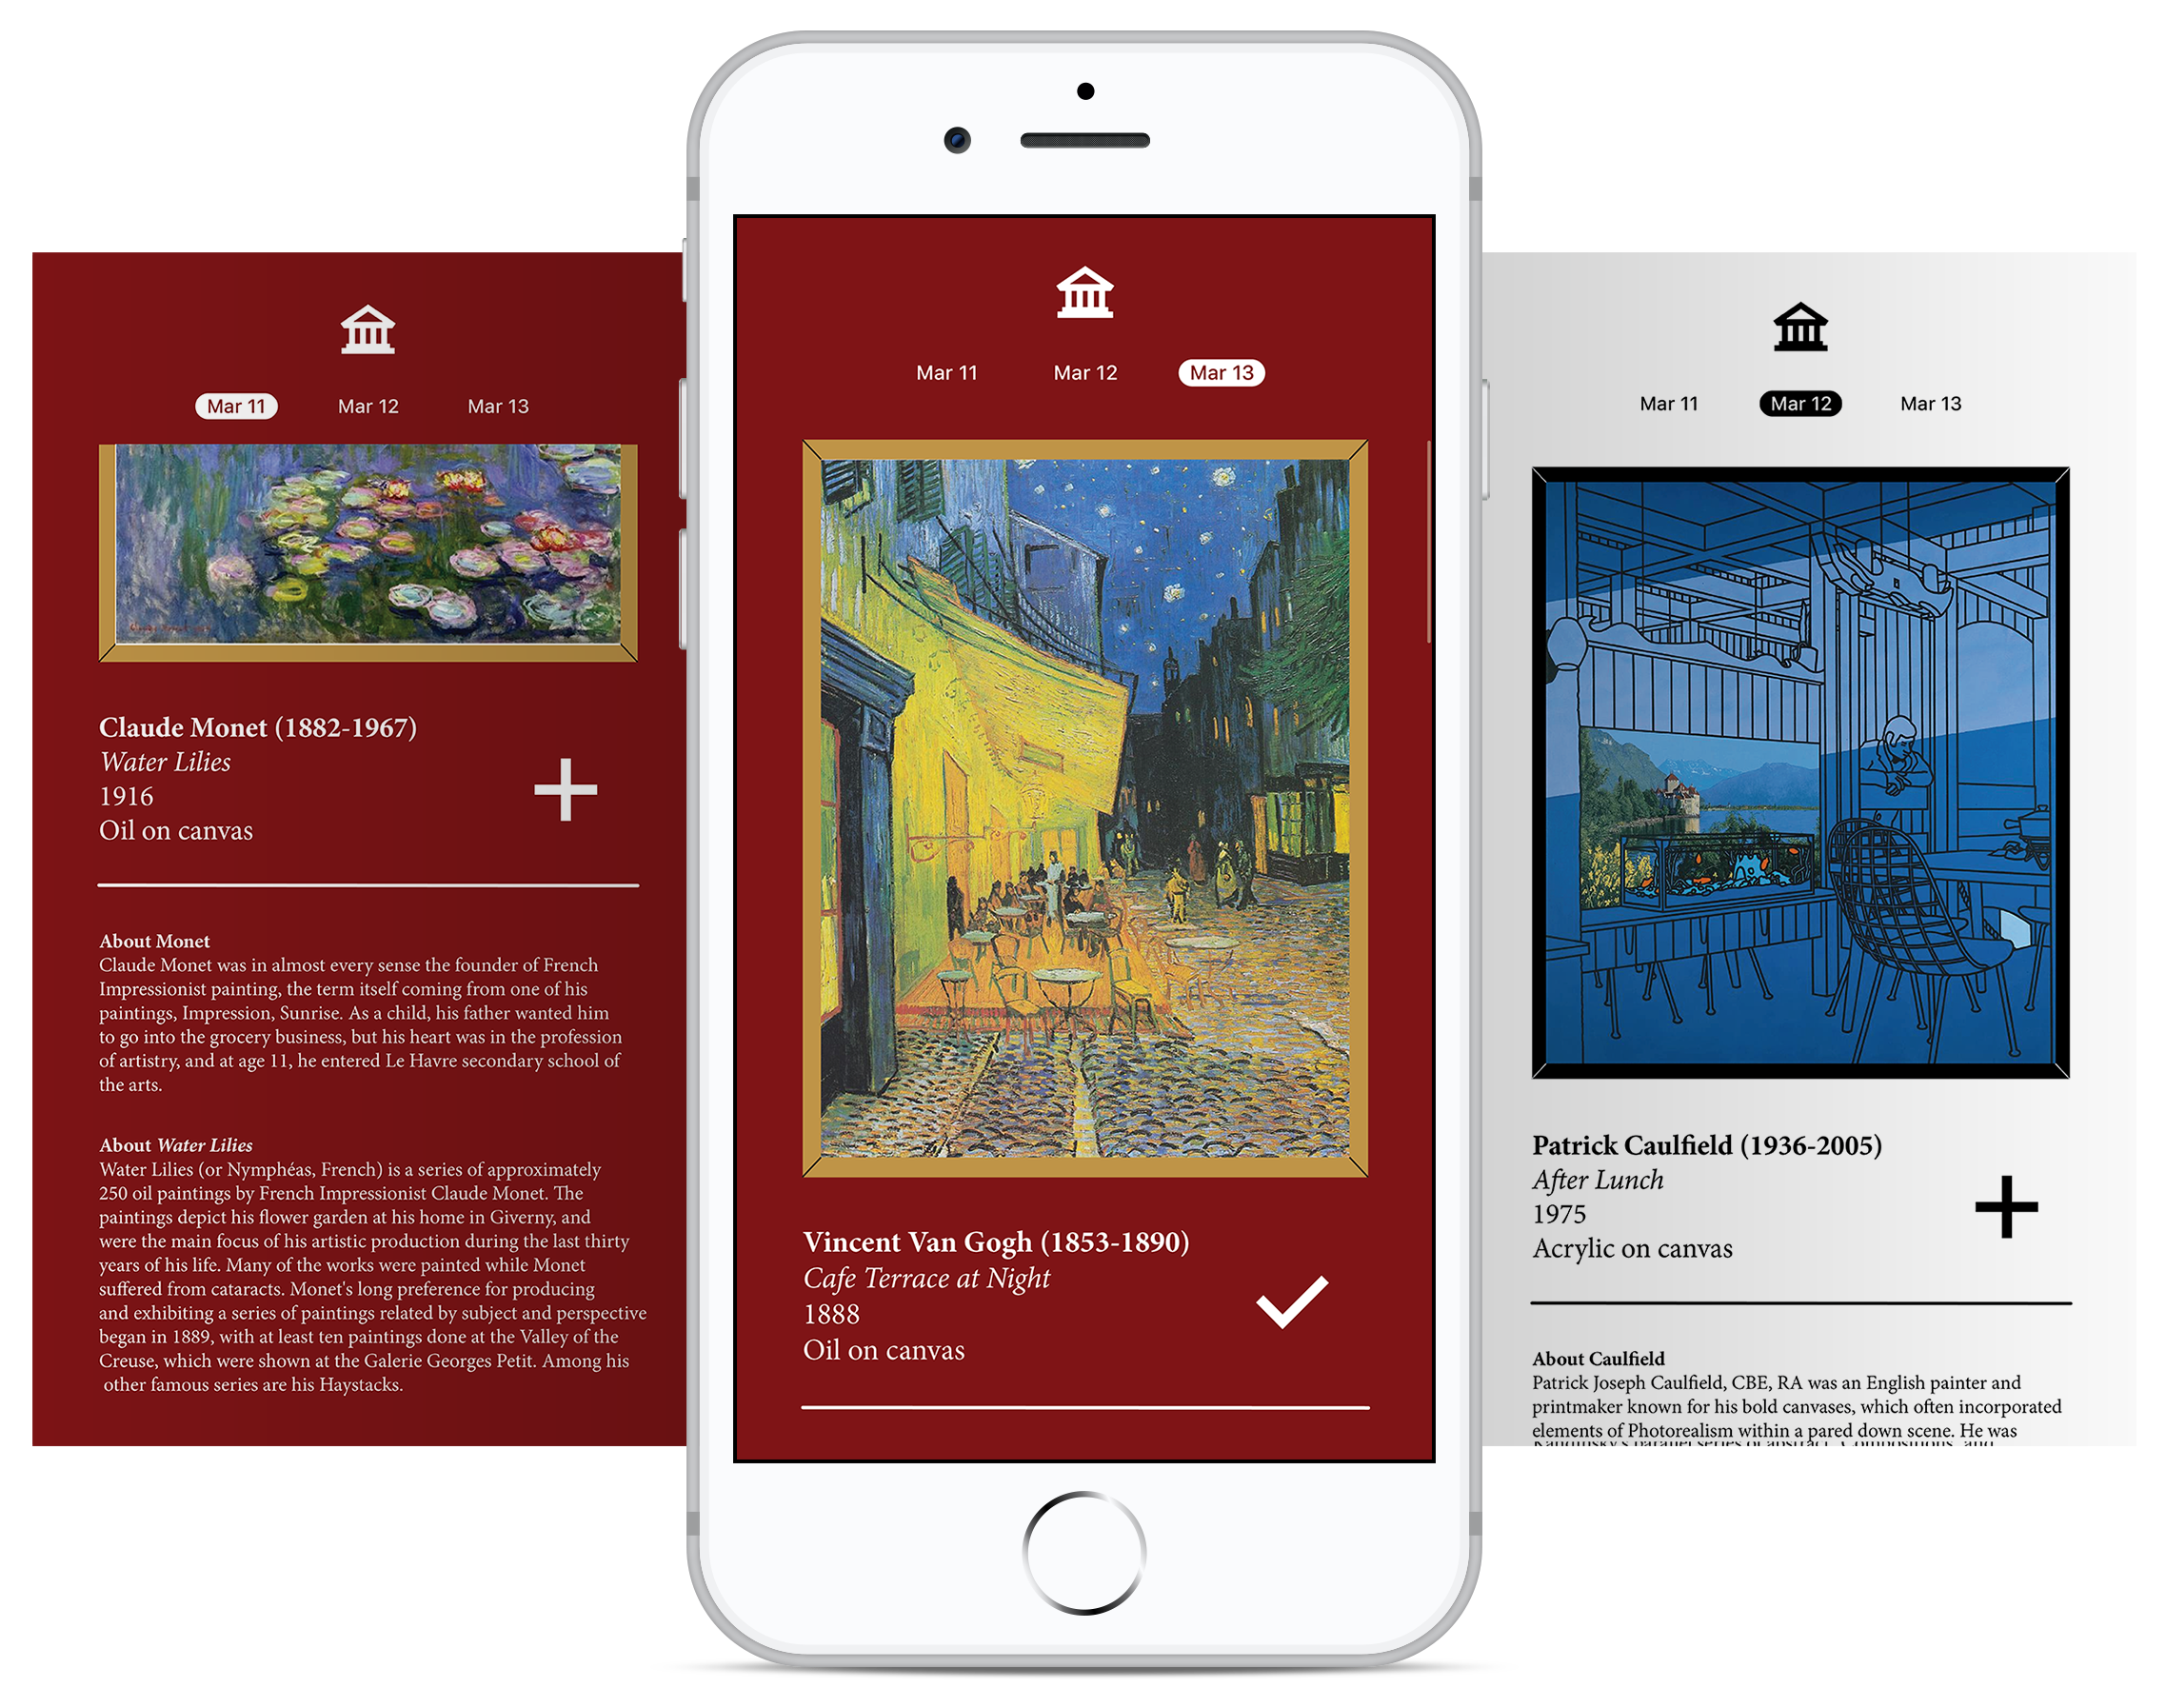 Mar 11
Mar 12
Mar 13
Claude Monet (1882-1967)
Water Lilies
1916
Oil on canvas
About Monet
Claude Monet was in almost every sense the founder of French
Impressionist painting, the term itself coming from one of his
paintings, Impression, Sunrise. As a child, his father wanted him
to go into the grocery business, but his heart was in the profession
of artistry, and at age 11, he entered Le Havre secondary school of
the arts.
About Water Lilies
Water Lilies (or Nymphéas, French) is a series of approximately
250 oil paintings by French Impressionist Claude Monet. The
paintings depict his flower garden at his home in Giverny, and
were the main focus of his artistic production during the last thirty
years of his life. Many of the works were painted while Monet
suffered from cataracts. Monet's long preference for producing
and exhibiting a series of paintings related by subject and perspective
began in 1889, with at least ten paintings done at the Valley of the
Creuse, which were shown at the Galerie Georges Petit. Among his
other famous series are his Haystacks.
Mar 11
Mar 12
Mar 13
Vincent Van Gogh (1853-1890)
Cafe Terrace at Night
1888
Oil on canvas
Mar 11
Mar 12
Mar 13
Patrick Caulfield (1936-2005)
After Lunch
1975
Acrylic on canvas
About Caulfield
Patrick Joseph Caulfield, CBE, RA was an English painter and
printmaker known for his bold canvases, which often incorporated
elements of Photorealism within a pared down scene. He was